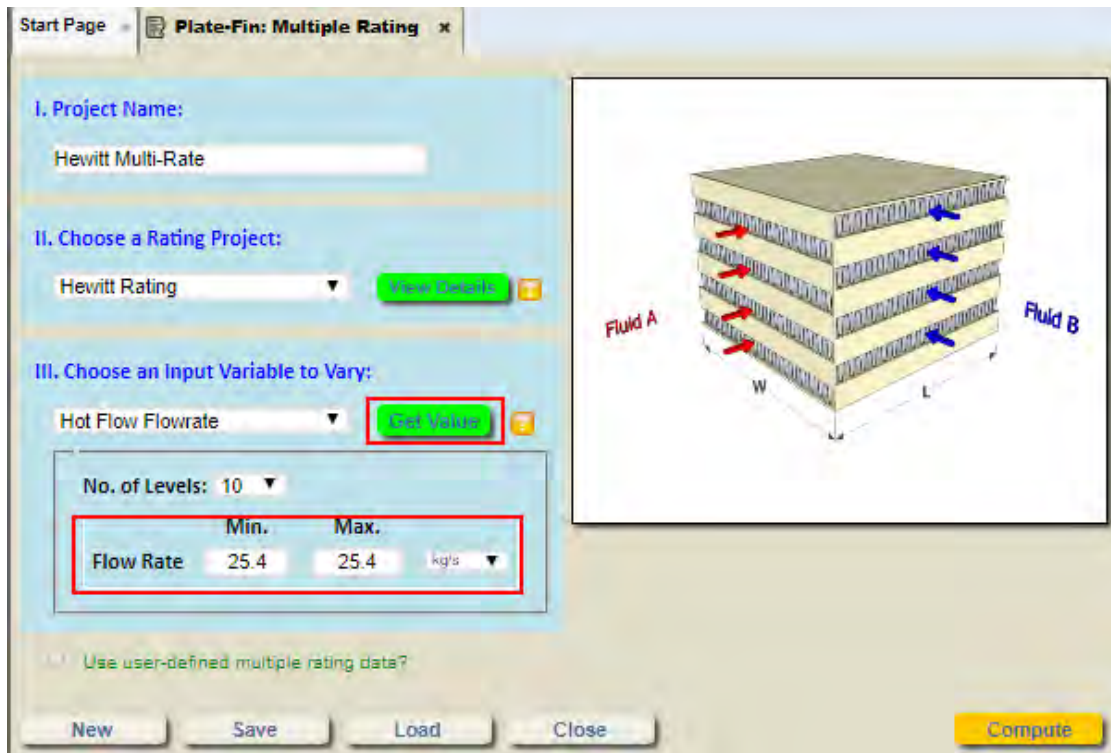 Start Page
Plate-Fin: Multiple Rating x
I. Project Name:
Hewitt Multi-Rate
II. Choose a Rating Project:
Hewitt Rating
View Details
III. Choose an Input Variable to Vary:
Hot Flow Flowrate
Get Value
No. of Levels: 10
Min. Max.
Flow Rate 25.4 25.4 kg/s
Use user-defined multiple rating data?
New Save Load Close Compute
Fluid A
Fluid B
W
L